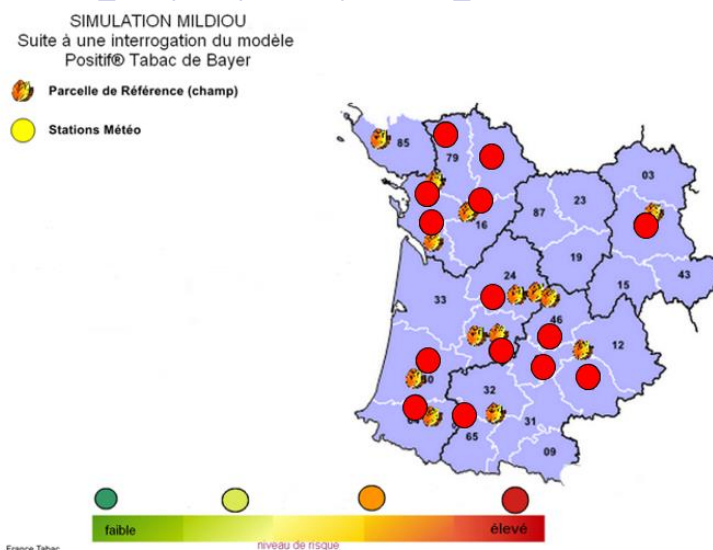 SIMULATION MILDIOU
Suite à une interrogation du modèle
Positif® Tabac de Bayer
Parcelle de Référence (champ)
Stations Météo
85
79
03
23
87
16
19
24
15
43
33
46
12
32
31
65
09
faible
élevé
niveau de risque
France Tabac